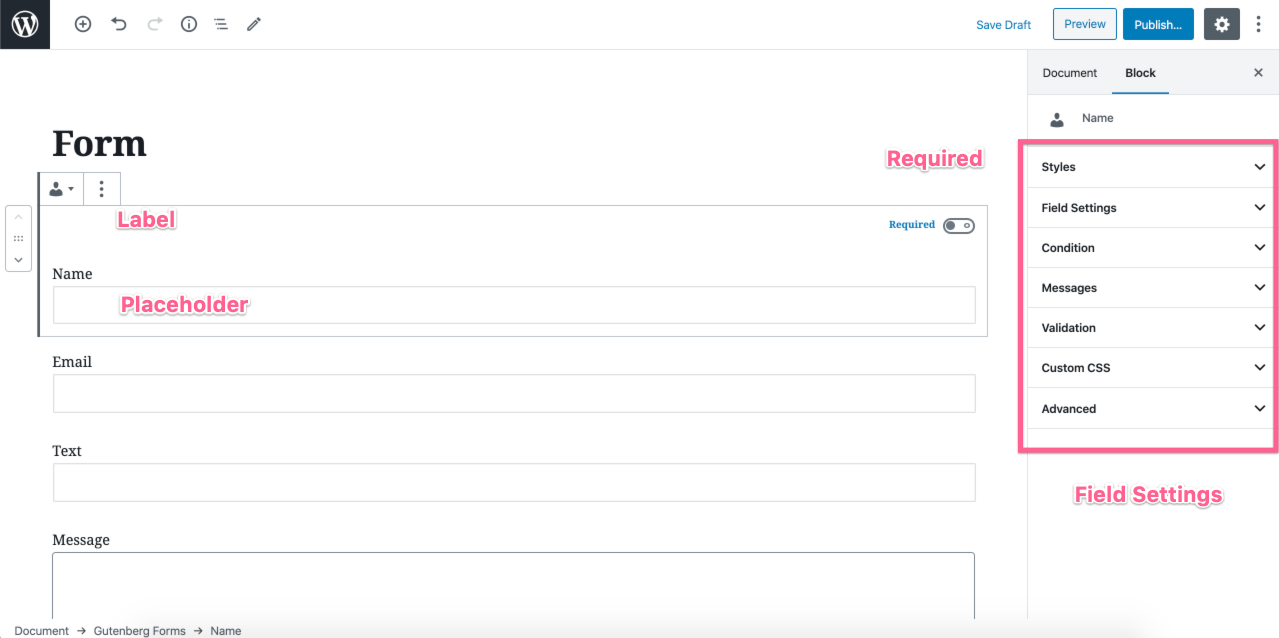 Save Draft
Preview
Publish...
Document
Block
Name
Form
Required
Styles
Field Settings
Condition
Messages
Validation
Custom CSS
Advanced
Field Settings
Label
Required
Name
Placeholder
Email
Text
Message
Document → Gutenberg Forms → Name